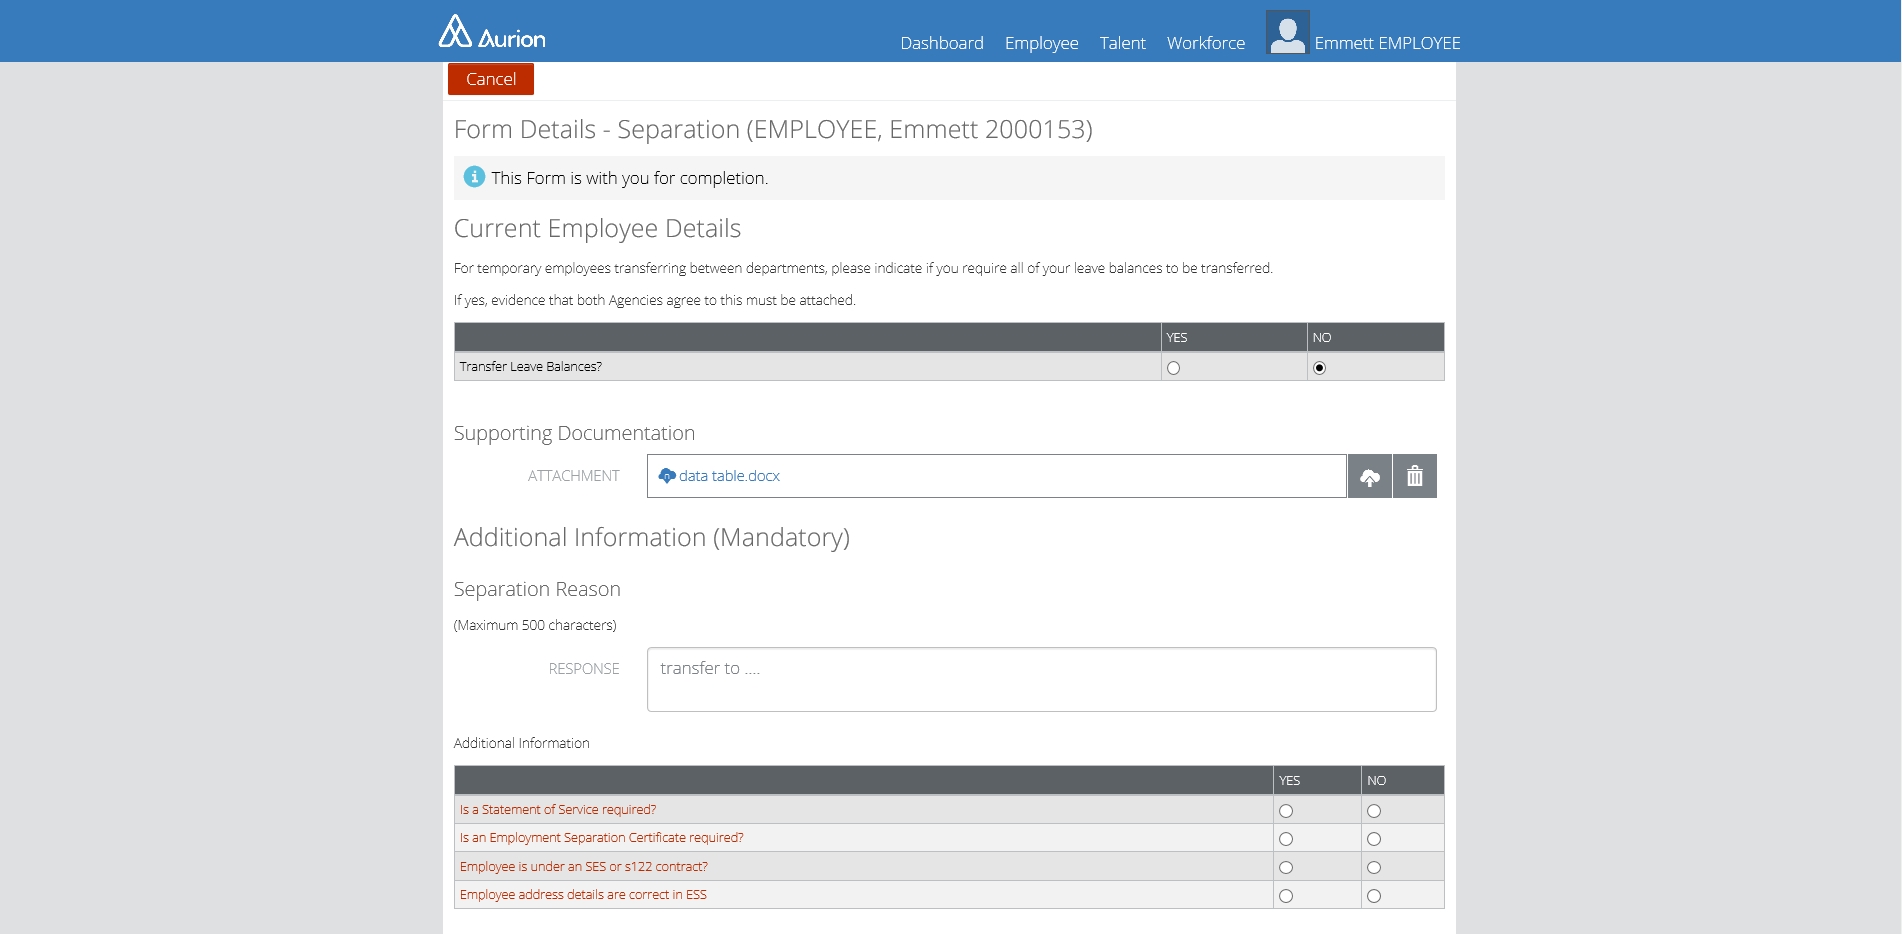 Aurion
Dashboard Employee Talent Workforce Emmett EMPLOYEE
Cancel
Form Details - Separation (EMPLOYEE, Emmett 2000153)
This Form is with you for completion.
Current Employee Details
For temporary employees transferring between departments, please indicate if you require all of your leave balances to be transferred.
If yes, evidence that both Agencies agree to this must be attached.
YES NO
Transfer Leave Balances?
Supporting Documentation
ATTACHMENT data table.docx
Additional Information (Mandatory)
Separation Reason
(Maximum 500 characters)
RESPONSE transfer to ....
Additional Information
YES NO
Is a Statement of Service required?
Is an Employment Separation Certificate required?
Employee is under an SES or s122 contract?
Employee address details are correct in ESS